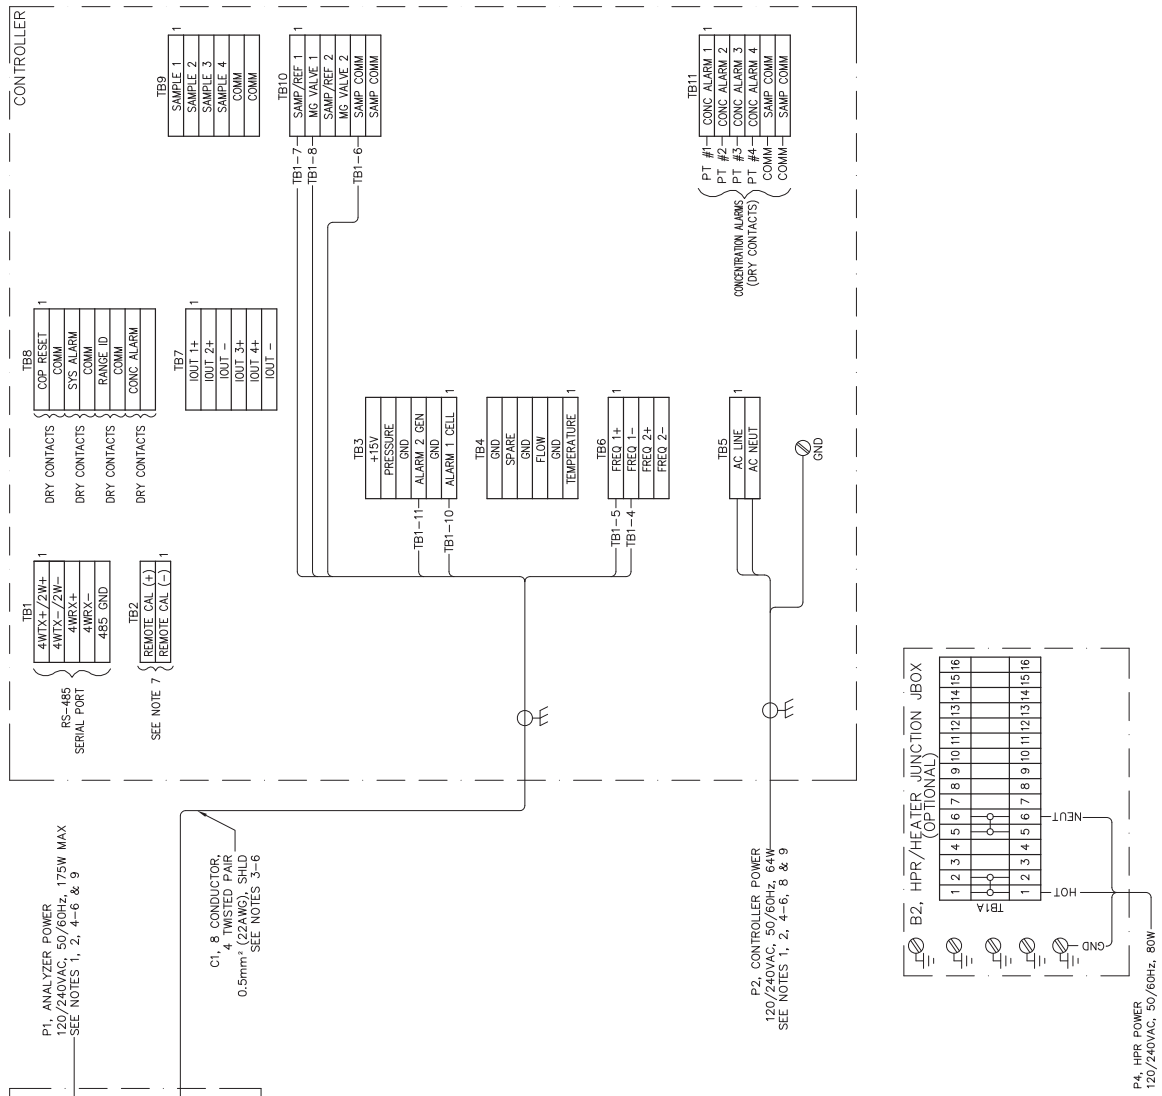 CONTROLLER
TB9
1
SAMPLE 1
SAMPLE 2
SAMPLE 3
SAMPLE 4
COMM
COMM
TB10
1
SAMP/REF 1
MG VALVE 1
SAMP/REF 2
MG VALVE 2
SAMP COMM
SAMP COMM
TB1-7
TB1-8
TB1-6
TB11
1
CONC ALARM 1
CONC ALARM 2
CONC ALARM 3
CONC ALARM 4
SAMP COMM
SAMP COMM
PT #1
PT #2
PT #3
PT #4
COMM
COMM
CONCENTRATION ALARMS
(DRY CONTACTS)
TB8
1
COP RESET
COMM
SYS ALARM
COMM
RANGE ID
COMM
CONC ALARM
DRY CONTACTS
DRY CONTACTS
DRY CONTACTS
DRY CONTACTS
TB7
1
IOUT 1+
IOUT 2+
IOUT -
IOUT 3+
IOUT 4+
IOUT -
TB3
+15V
PRESSURE
GND
ALARM 2 GEN
GND
ALARM 1 CELL
1
TB1-11
TB1-10
TB4
GND
SPARE
GND
FLOW
GND
TEMPERATURE
1
TB6
1
FREQ 1+
FREQ 1-
FREQ 2+
FREQ 2-
TB1-5
TB1-4
TB5
1
AC LINE
AC NEUT
GND
TB1
1
4WTX+/2W+
4WTX-/2W-
4WRX+
4WRX-
485 GND
RS-485
SERIAL PORT
TB2
REMOTE CAL (+)
REMOTE CAL (-)
1
SEE NOTE 7
P1, ANALYZER POWER
120/240VAC, 50/60Hz, 175W MAX
SEE NOTES 1, 2, 4-6 & 9
C1, 8 CONDUCTOR,
4 TWISTED PAIR
0.5mm² (22AWG), SHLD
SEE NOTES 3-6
P2, CONTROLLER POWER
120/240VAC, 50/60Hz, 64W
SEE NOTES 1, 2, 4-6, 8 & 9
B2, HPR/HEATER JUNCTION JBOX
(OPTIONAL)
1 2 3 4 5 6 7 8 9 10 11 12 13 14 15 16
1 2 3 4 5 6 7 8 9 10 11 12 13 14 15 16
TB1A
HOT
NEUT
GND
P4, HPR POWER
120/240VAC, 50/60Hz, 80W